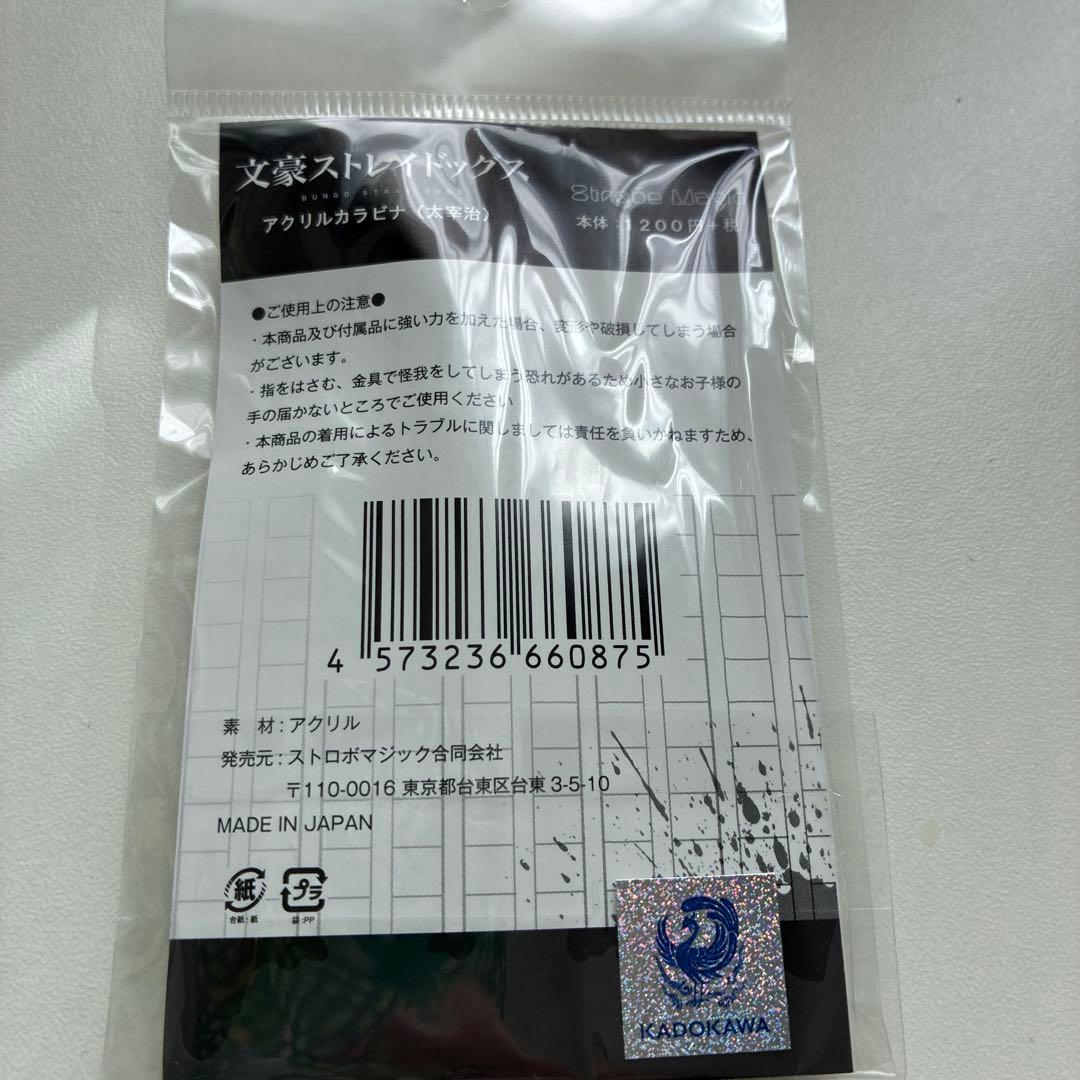 文豪ストレイドッグス
BUNGO STRAY DOGS
アクリルカラビナ（太宰治）
本体：1200円+税
●ご使用上の注意●
・本商品及び付属品に強い力を加えた場合、変形や破損してしまう場合
がございます。
・指をはさむ、金具で怪我をしてしまう恐れがあるため小さなお子様の
手の届かないところでご使用ください
・本商品の着用によるトラブルに関しましては責任を負いかねますため、
あらかじめご了承ください。
4 573236 660875
素　材：アクリル
発売元：ストロボマジック合同会社
〒110-0016 東京都台東区台東 3-5-10
MADE IN JAPAN
紙 プラ
台紙：紙 袋：PP
KADOKAWA